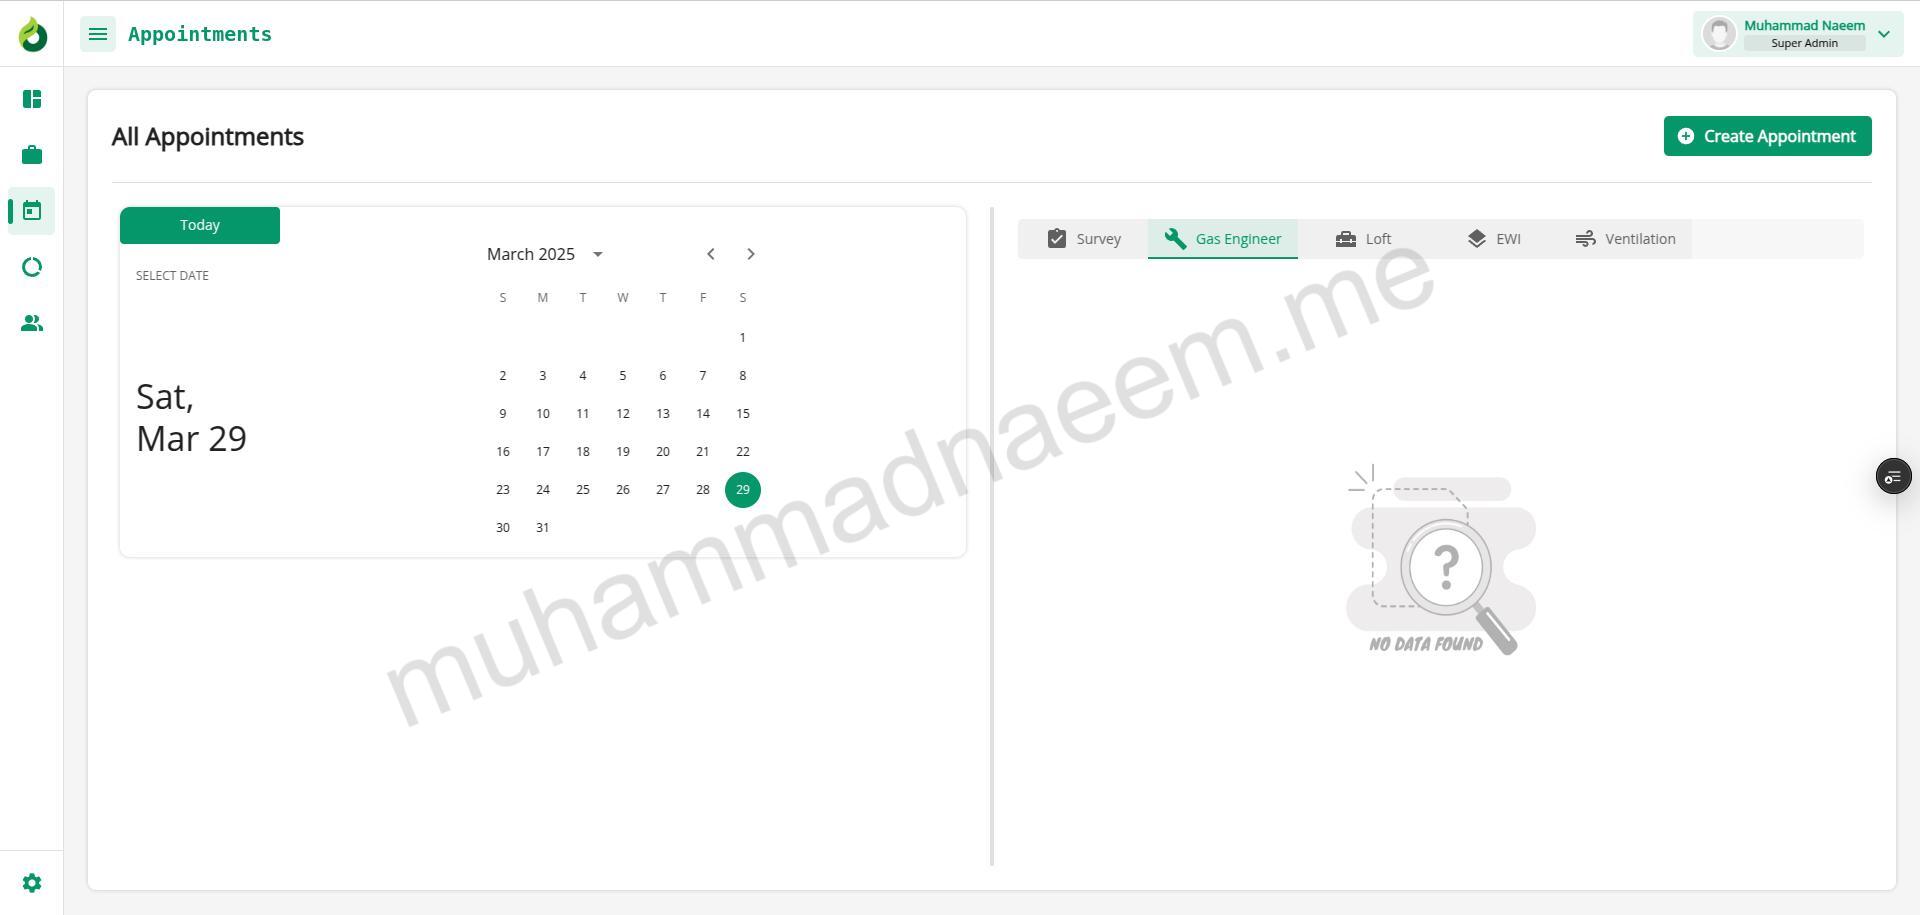 Appointments
Muhammad Naeem
Super Admin
All Appointments
Create Appointment
Today
SELECT DATE
Sat,
Mar 29
March 2025
S M T W T F S
1
2 3 4 5 6 7 8
9 10 11 12 13 14 15
16 17 18 19 20 21 22
23 24 25 26 27 28 29
30 31
Survey Gas Engineer Loft EWI Ventilation
?
NO DATA FOUND
muhammadnaeem.me